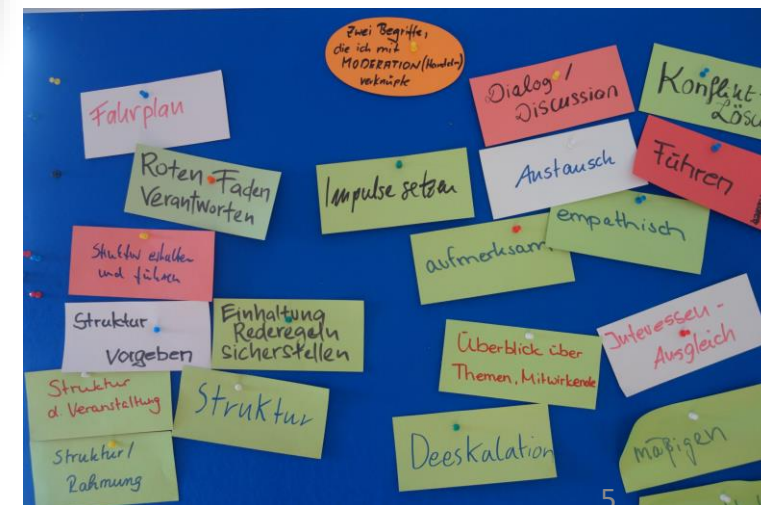 Zwei Begriffe,
die ich mit
MODERATION (Handeln)
verknüpfe
Fahrplan
Roten Faden
Verantworten
Struktur erhalten
und führen
Struktur
Vorgeben
Einhaltung
Rederegeln
sicherstellen
Struktur
d. Veranstaltung
Struktur
Struktur/
Rahmung
Impulse setzen
Dialog/
Discussion
Konflikt-
Lösu
Austausch
Führen
empathisch
aufmerksam
Überblick über
Themen, Mitwirkende
Interessen-
Ausgleich
Deeskalation
mäßigen
5